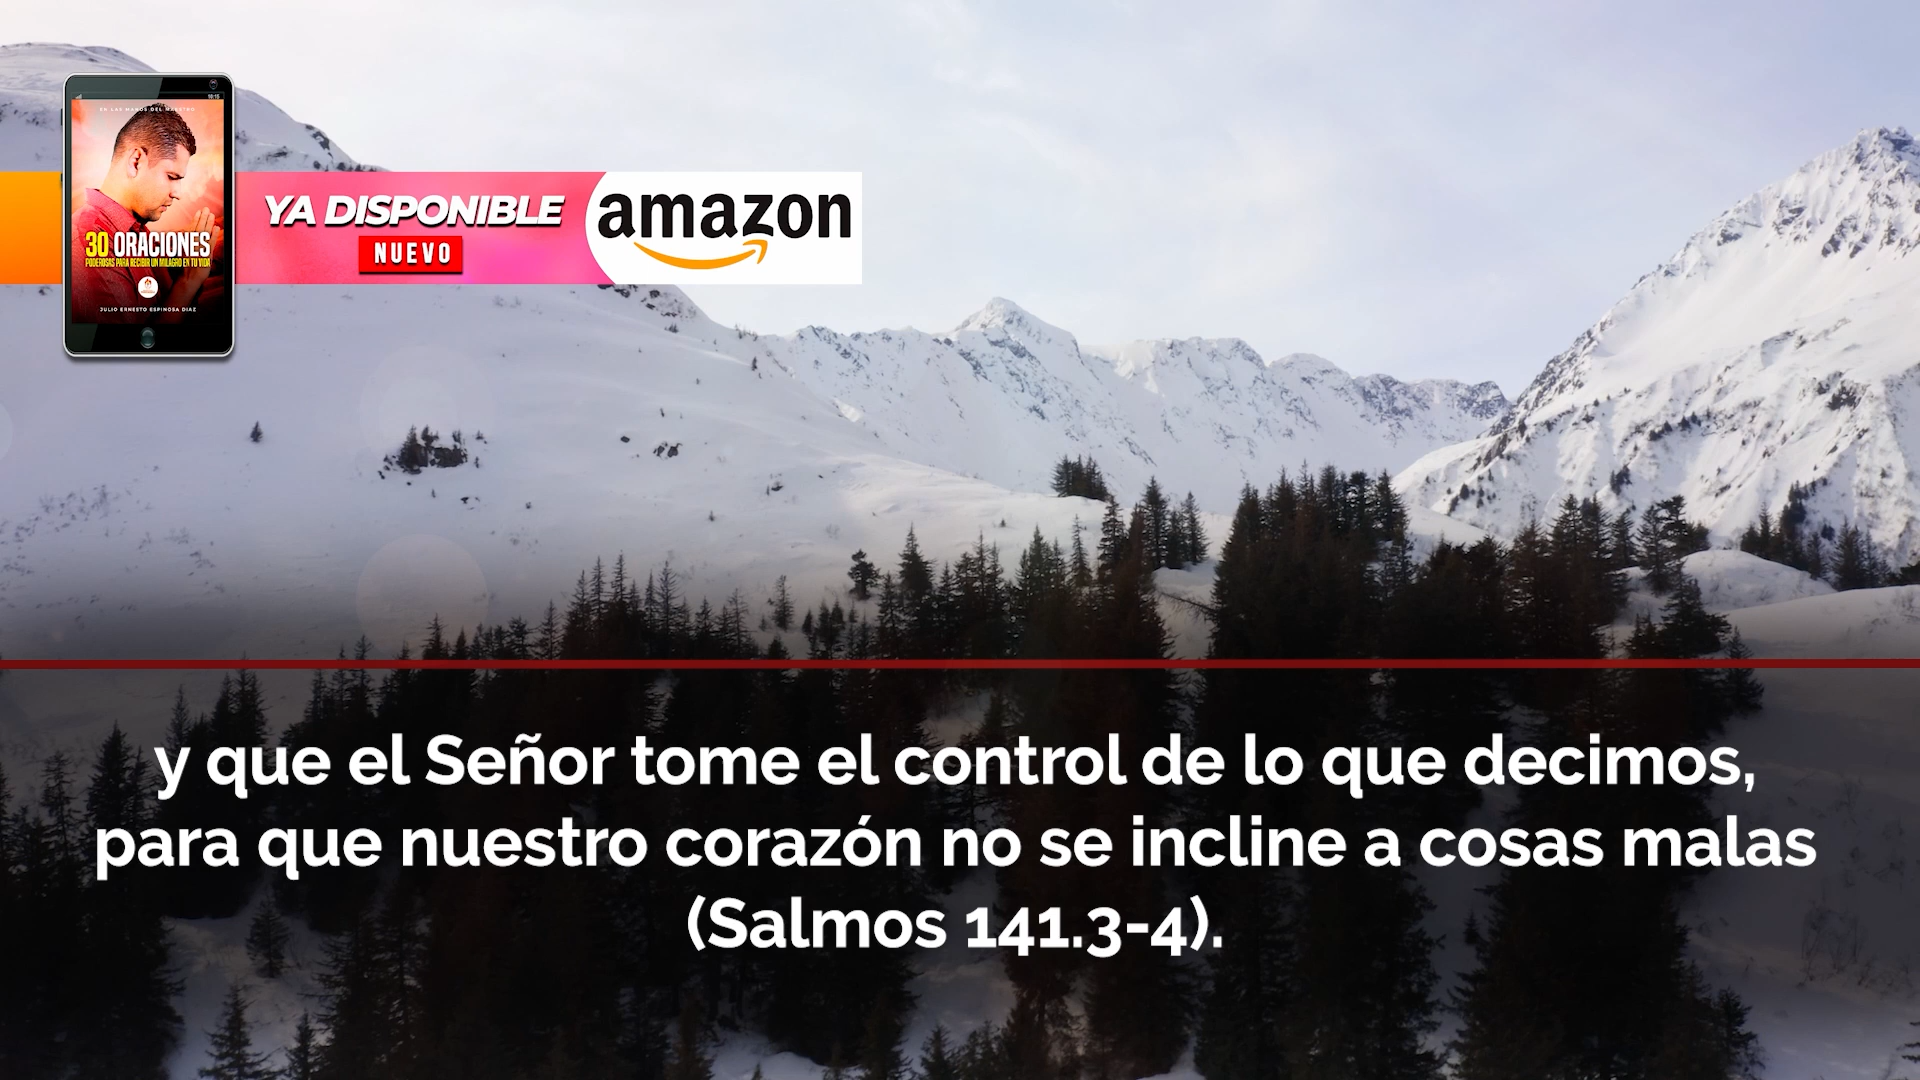 EN LAS MANOS DEL MAESTRO
10:15
30 ORACIONES
PODEROSAS PARA RECIBIR UN MILAGRO EN TU VIDA
JULIO ERNESTO ESPINOSA DIAZ
YA DISPONIBLE
NUEVO
amazon
y que el Señor tome el control de lo que decimos,
para que nuestro corazón no se incline a cosas malas
(Salmos 141.3-4).